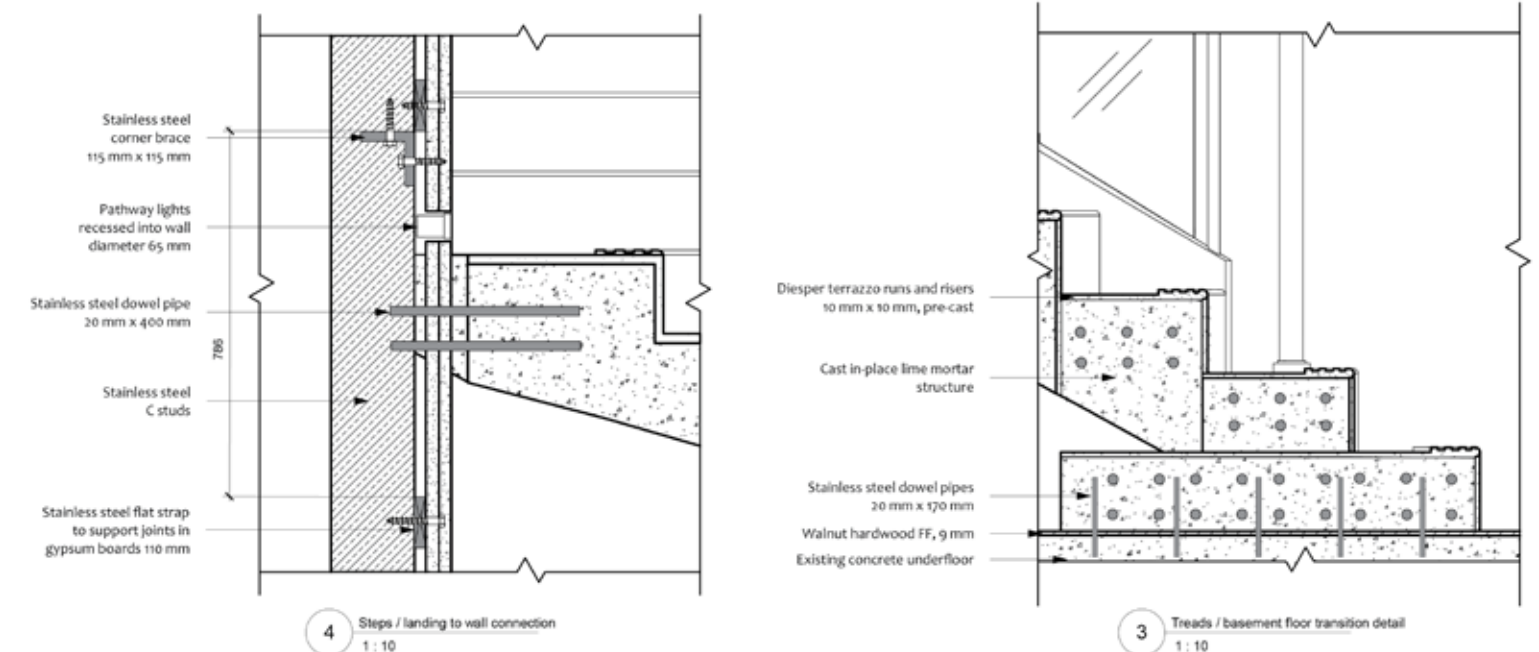 Stainless steel
corner brace
115 mm x 115 mm
Pathway lights
recessed into wall
diameter 65 mm
Stainless steel dowel pipe
20 mm x 400 mm
786
Stainless steel
C studs
Stainless steel flat strap
to support joints in
gypsum boards 110 mm
4
Steps / landing to wall connection
1 : 10
Diesper terrazzo runs and risers
10 mm x 10 mm, pre-cast
Cast in-place lime mortar
structure
Stainless steel dowel pipes
20 mm x 170 mm
Walnut hardwood FF, 9 mm
Existing concrete underfloor
3
Treads / basement floor transition detail
1 : 10